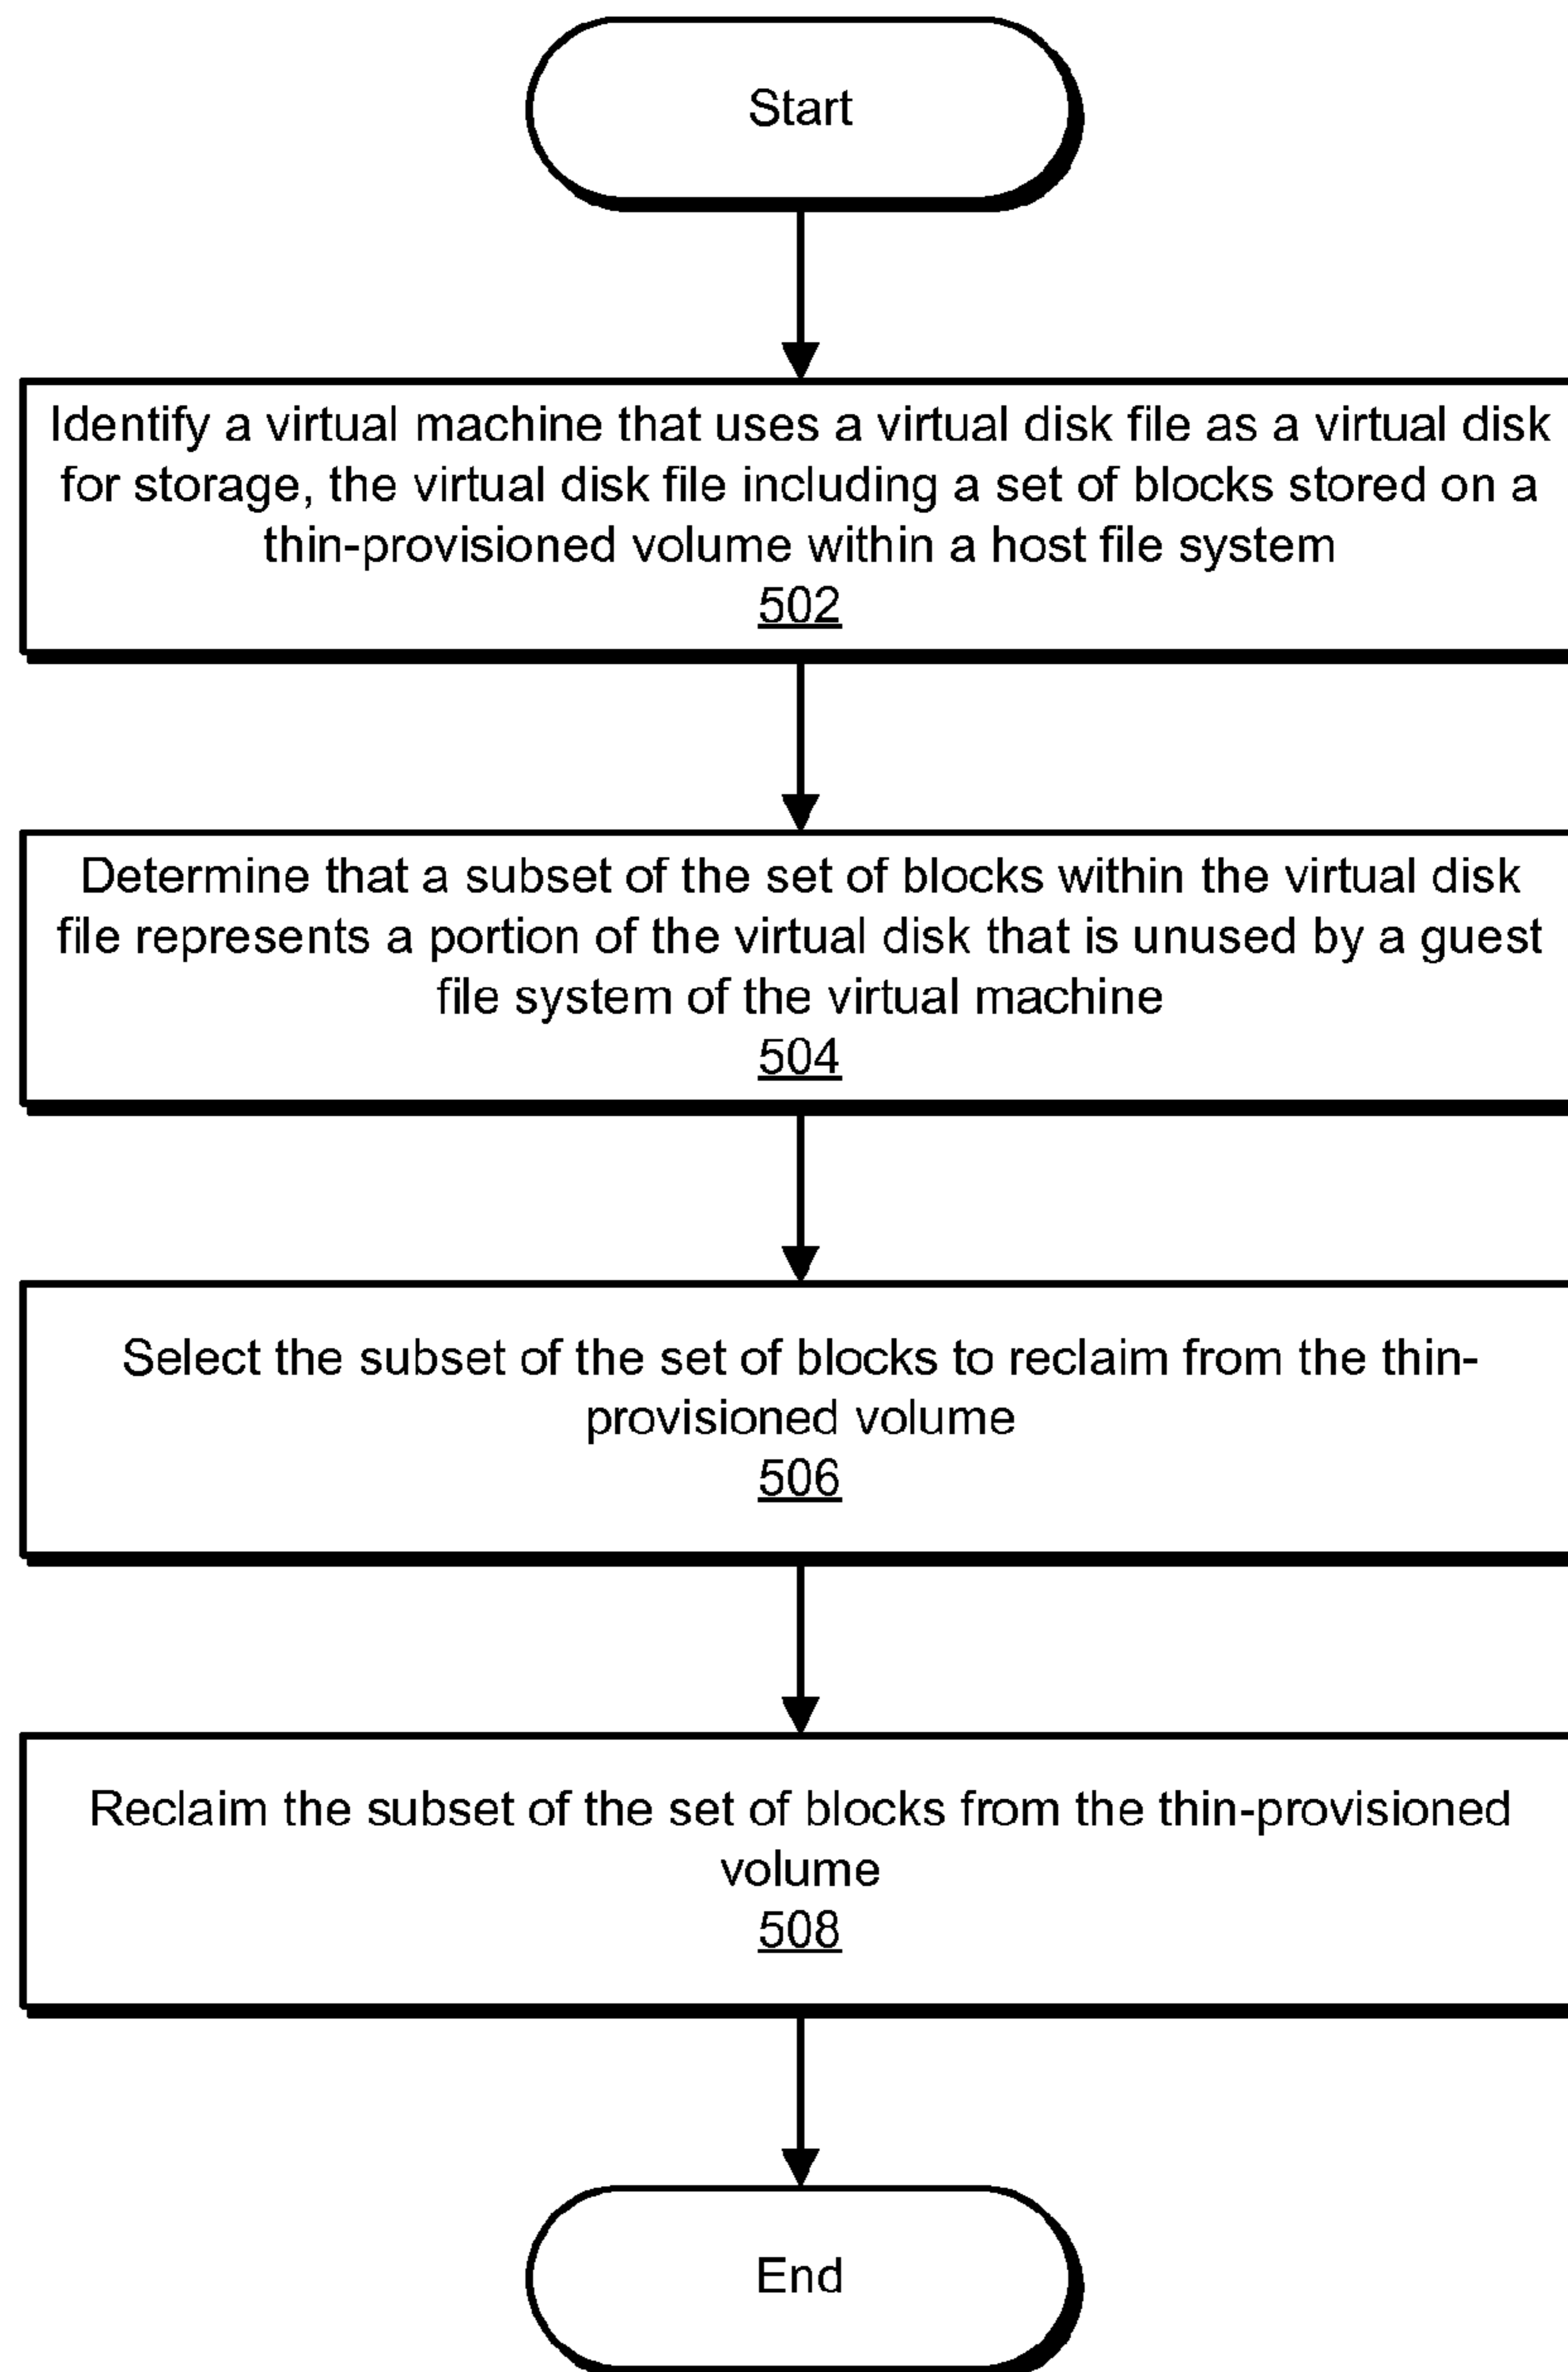 Start
Identify a virtual machine that uses a virtual disk file as a virtual disk
for storage, the virtual disk file including a set of blocks stored on a
thin-provisioned volume within a host file system
502
Determine that a subset of the set of blocks within the virtual disk
file represents a portion of the virtual disk that is unused by a guest
file system of the virtual machine
504
Select the subset of the set of blocks to reclaim from the thin-
provisioned volume
506
Reclaim the subset of the set of blocks from the thin-provisioned
volume
508
End